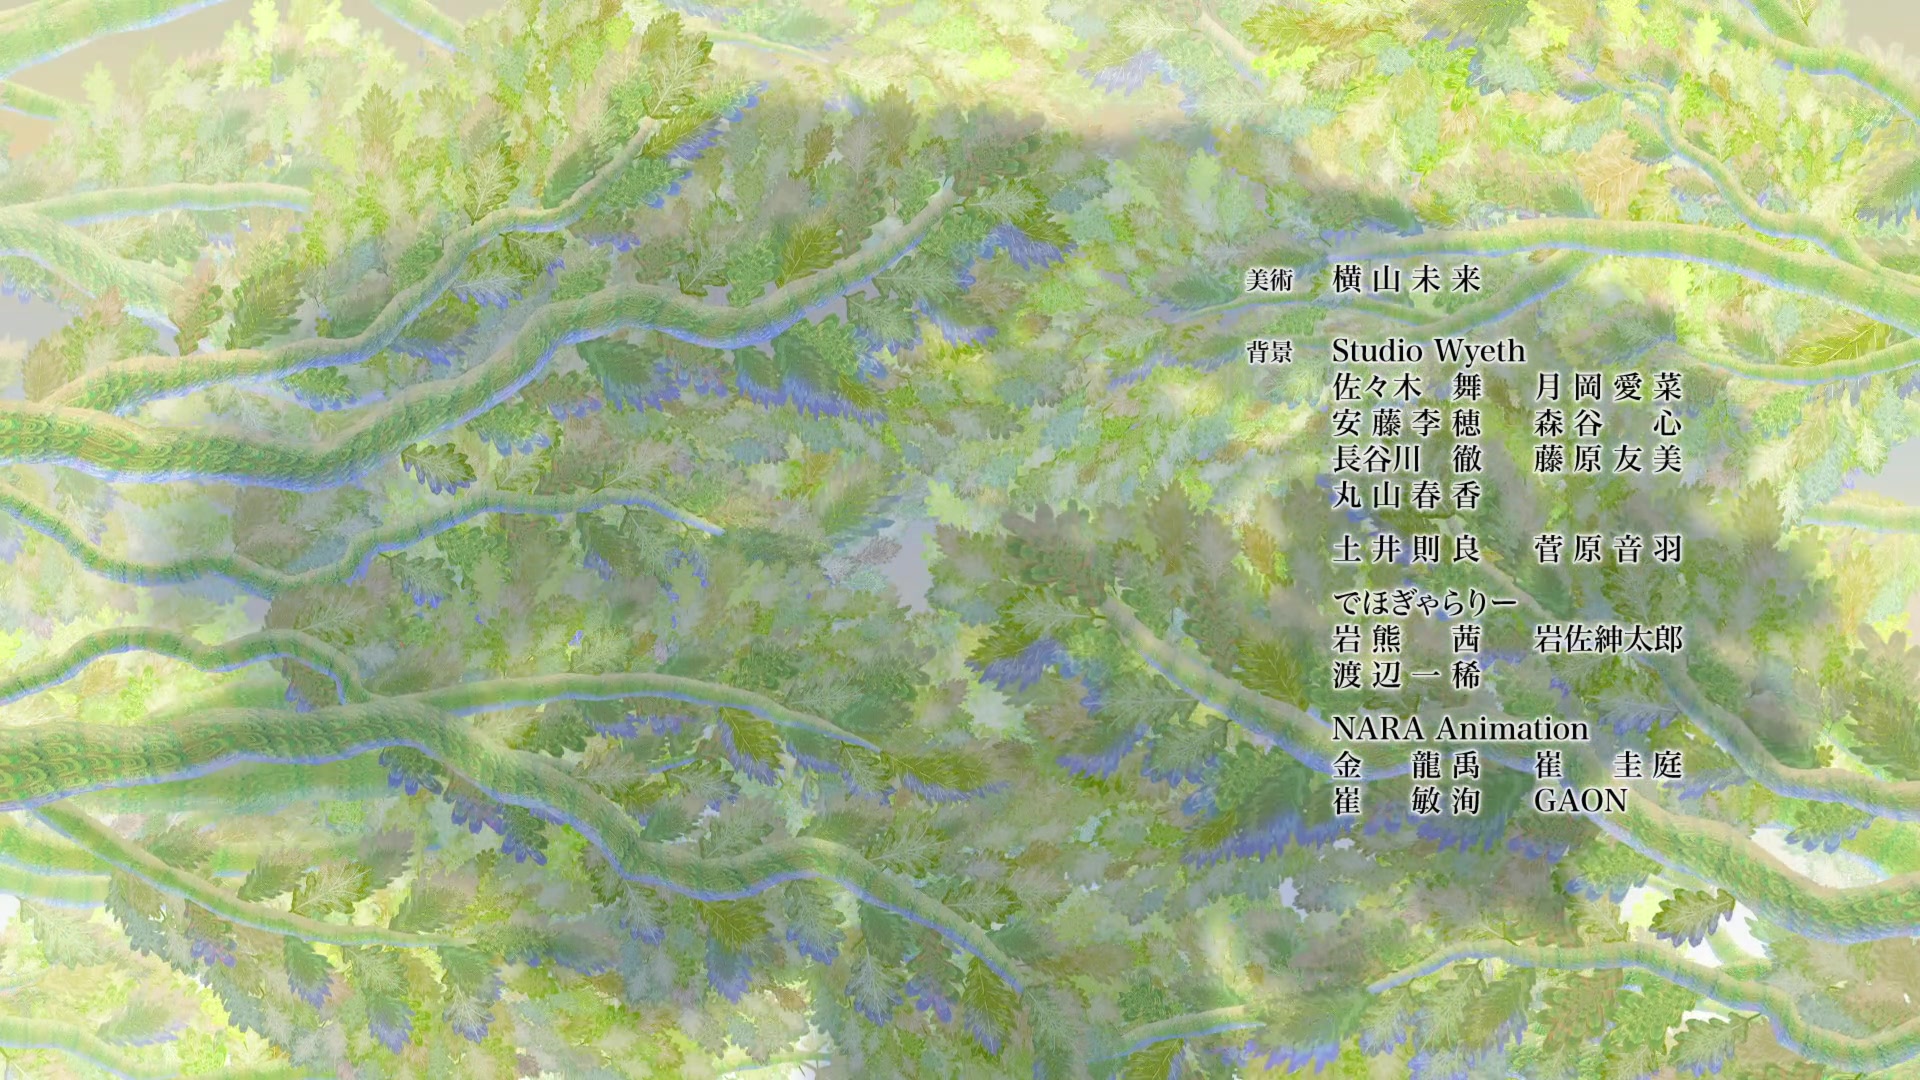 美術 横山未来
背景 Studio Wyeth
佐々木 舞 月岡愛菜
安藤李穂 森谷 心
長谷川 徹 藤原友美
丸山春香
土井則良 菅原音羽
でほぎゃらりー
岩熊 茜 岩佐紳太郎
渡辺一稀
NARA Animation
金 龍禹 崔 圭庭
崔 敏洵 GAON